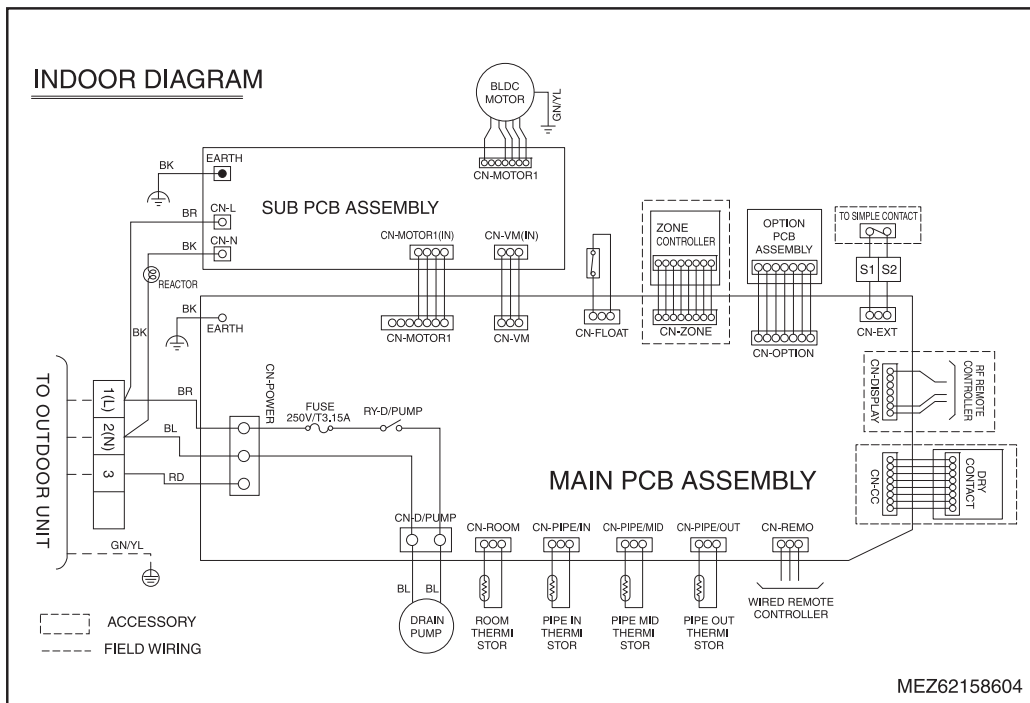 INDOOR DIAGRAM
BLDC
MOTOR
GN/YL
CN-MOTOR1
BK
EARTH
BR
CN-L
BK
CN-N
SUB PCB ASSEMBLY
CN-MOTOR1(IN)
CN-VM(IN)
REACTOR
BK
BK
EARTH
CN-MOTOR1
CN-VM
CN-FLOAT
ZONE
CONTROLLER
CN-ZONE
OPTION
PCB
ASSEMBLY
CN-OPTION
TO SIMPLE CONTACT
S1
S2
CN-EXT
CN-DISPLAY
RF REMOTE
CONTROLLER
CN-CC
DRY
CONTACT
TO OUTDOOR UNIT
1(L)
2(N)
3
BR
BL
RD
GN/YL
CN-POWER
FUSE
250V/T3.15A
RY-D/PUMP
MAIN PCB ASSEMBLY
CN-D/PUMP
BL
BL
DRAIN
PUMP
CN-ROOM
ROOM
THERMI
STOR
CN-PIPE/IN
PIPE IN
THERMI
STOR
CN-PIPE/MID
PIPE MID
THERMI
STOR
CN-PIPE/OUT
PIPE OUT
THERMI
STOR
CN-REMO
WIRED REMOTE
CONTROLLER
ACCESSORY
FIELD WIRING
MEZ62158604